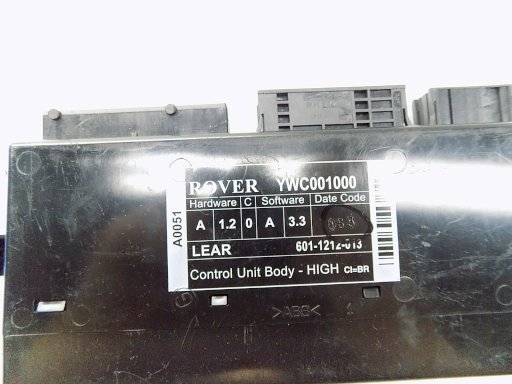 ROVER YWC001000
Hardware C Software Date Code
A 1.2 0 A 3.3
LEAR 601-1212-013
Control Unit Body - HIGH CI=BR
A0051
>ABS<